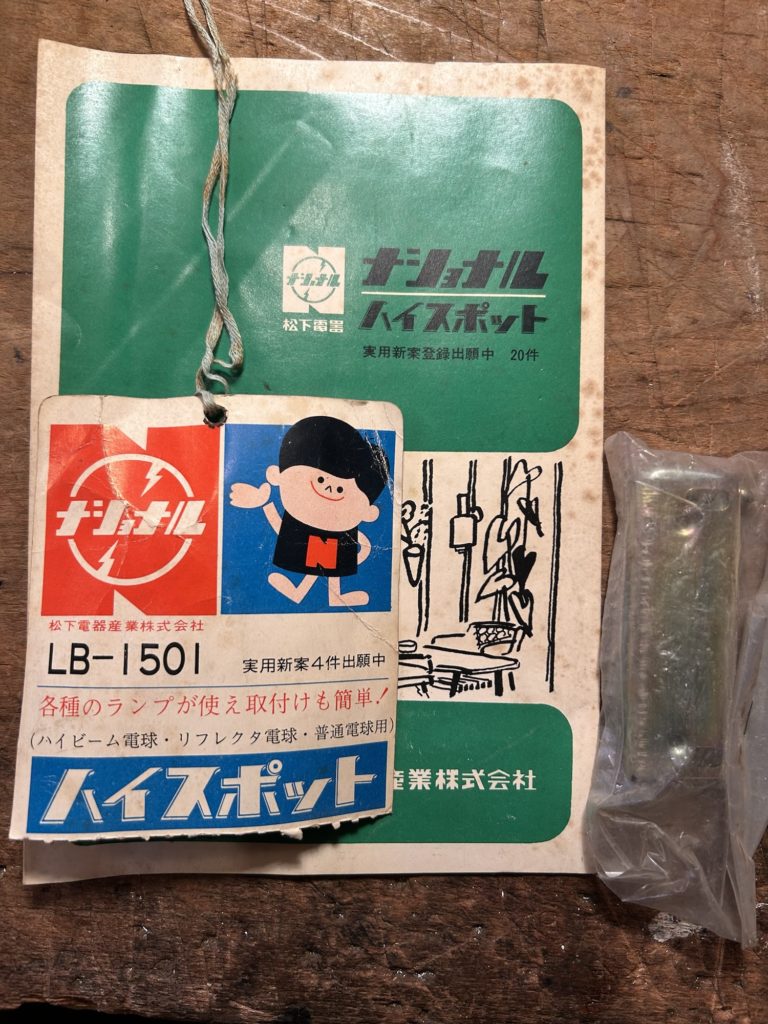 ナショナル
松下電器
ナショナル
ハイスポット
実用新案登録出願中 20件
ナショナル
N
松下電器産業株式会社
LB-1501
実用新案4件出願中
各種のランプが使え取付けも簡単!
(ハイビーム電球・リフレクタ電球・普通電球用)
ハイスポット
産業株式会社